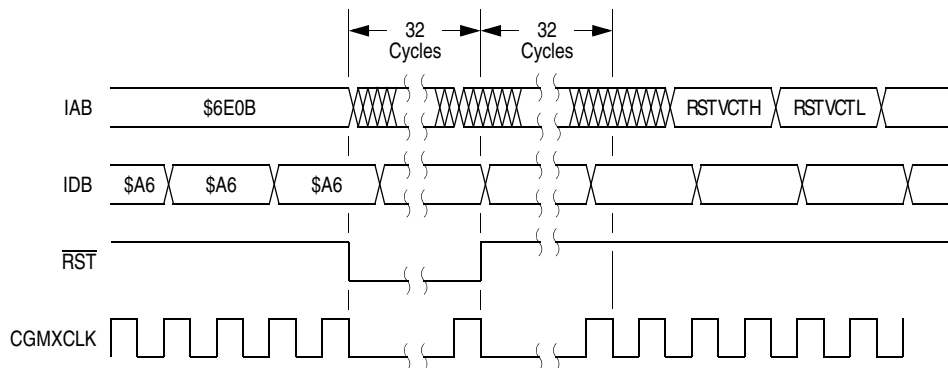 32 Cycles
32 Cycles
IAB $6E0B RSTVCTH RSTVCTL
IDB $A6 $A6 $A6
RST
CGMXCLK